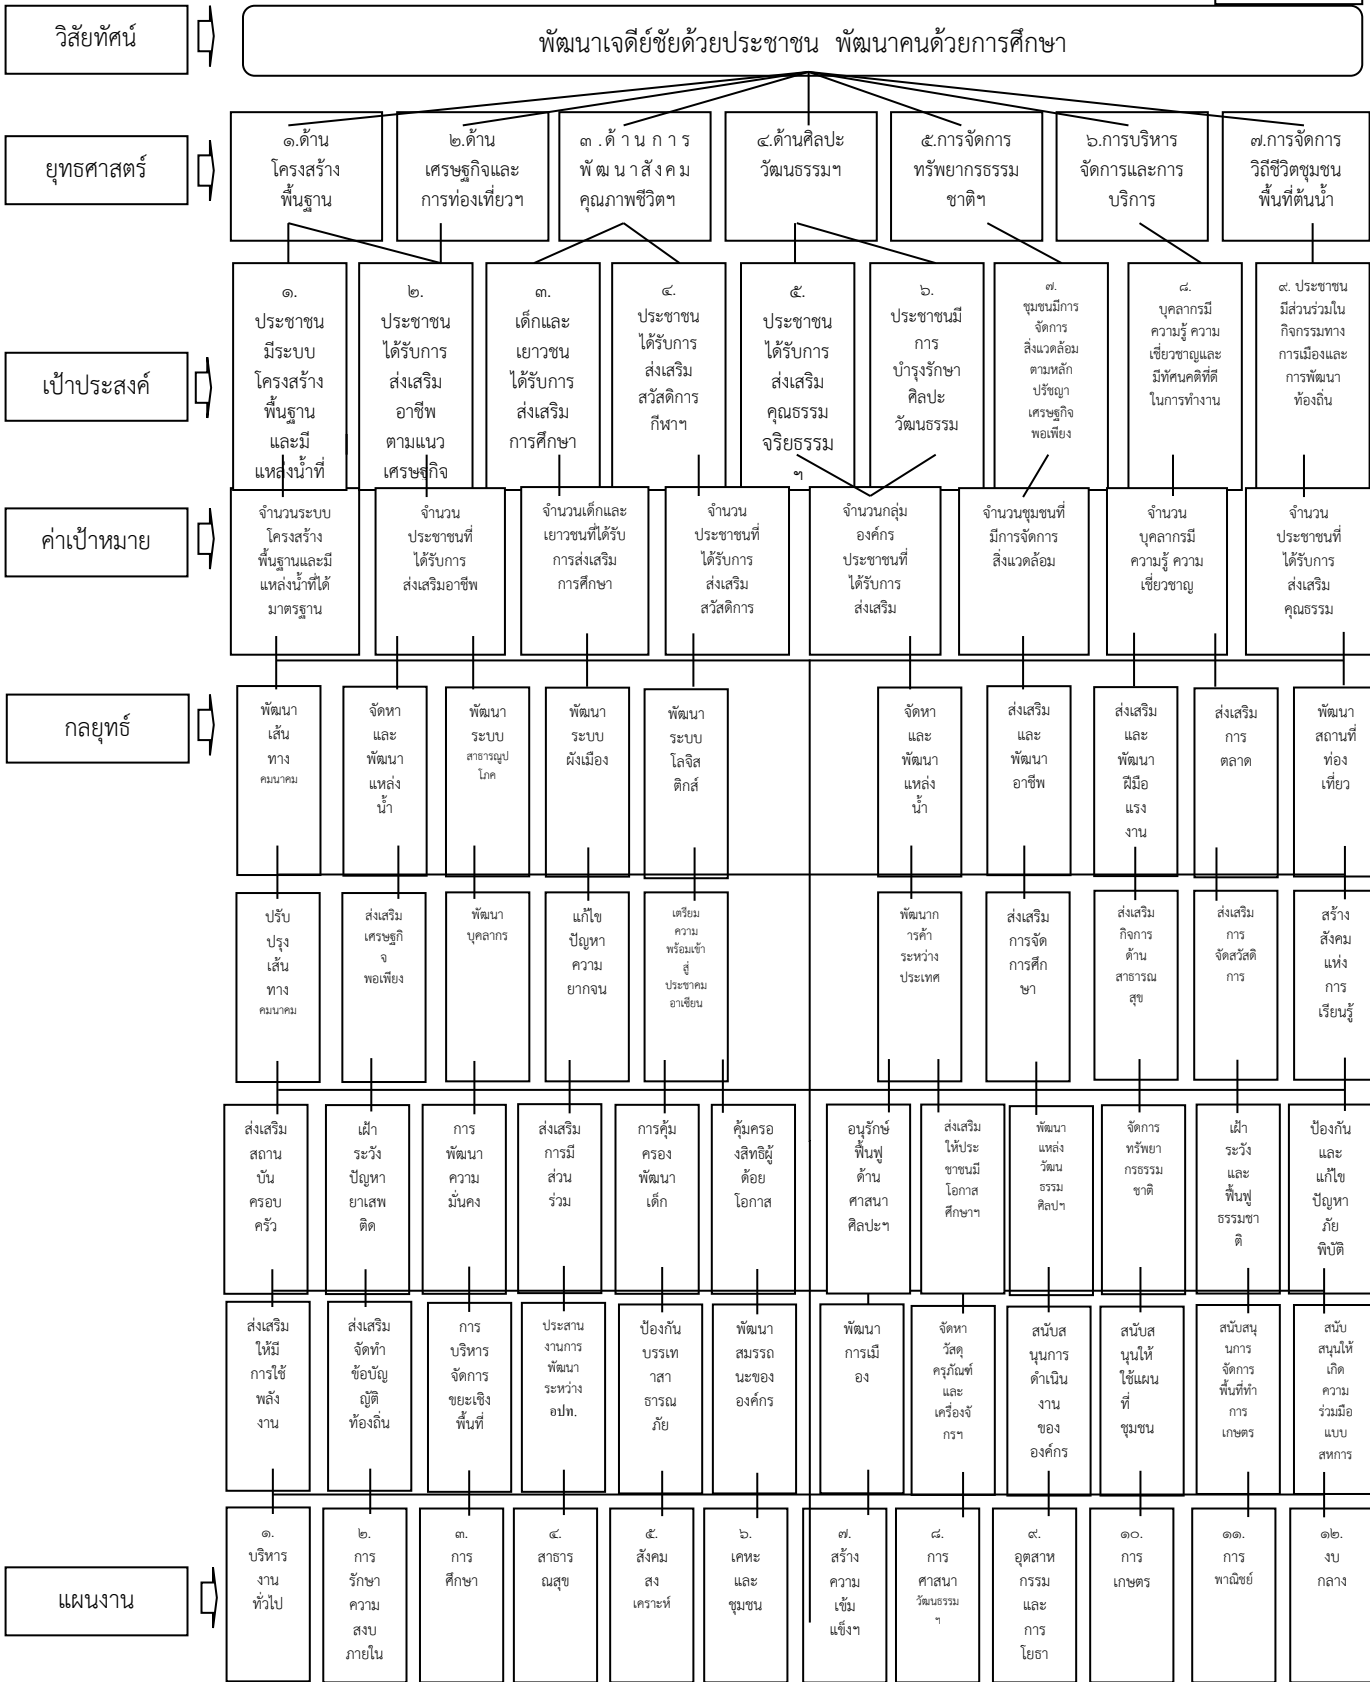 วิสัยทัศน์
พัฒนาเจดีย์ชัยด้วยประชาชน พัฒนาคนด้วยการศึกษา
ยุทธศาสตร์
๑.ด้าน
โครงสร้าง
พื้นฐาน
๒.ด้าน
เศรษฐกิจและ
การท่องเที่ยวฯ
๓ .ด้านการ
พัฒนาสังคม
คุณภาพชีวิตฯ
๔.ด้านศิลปะ
วัฒนธรรมฯ
๕.การจัดการ
ทรัพยากรธรรม
ชาติฯ
๖.การบริหาร
จัดการและการ
บริการ
๗.การจัดการ
วิถีชีวิตชุมชน
พื้นที่ต้นน้ำ
เป้าประสงค์
๑.
ประชาชน
มีระบบ
โครงสร้าง
พื้นฐาน
และมี
แหล่งน้ำที่
๒.
ประชาชน
ได้รับการ
ส่งเสริม
อาชีพ
ตามแนว
เศรษฐกิจ
๓.
เด็กและ
เยาวชน
ได้รับการ
ส่งเสริม
การศึกษา
๔.
ประชาชน
ได้รับการ
ส่งเสริม
สวัสดิการ
กีฬาฯ
๕.
ประชาชน
ได้รับการ
ส่งเสริม
คุณธรรม
จริยธรรม
ฯ
๖.
ประชาชนมี
การ
บำรุงรักษา
ศิลปะ
วัฒนธรรม
๗.
ชุมชนมีการ
จัดการ
สิ่งแวดล้อม
ตามหลัก
ปรัชญา
เศรษฐกิจ
พอเพียง
๘.
บุคลากรมี
ความรู้ ความ
เชี่ยวชาญและ
มีทัศนคติที่ดี
ในการทำงาน
๙. ประชาชน
มีส่วนร่วมใน
กิจกรรมทาง
การเมืองและ
การพัฒนา
ท้องถิ่น
ค่าเป้าหมาย
จำนวนระบบ
โครงสร้าง
พื้นฐานและมี
แหล่งน้ำที่ได้
มาตรฐาน
จำนวน
ประชาชนที่
ได้รับการ
ส่งเสริมอาชีพ
จำนวนเด็กและ
เยาวชนที่ได้รับ
การส่งเสริม
การศึกษา
จำนวน
ประชาชนที่
ได้รับการ
ส่งเสริม
สวัสดิการ
จำนวนกลุ่ม
องค์กร
ประชาชนที่
ได้รับการ
ส่งเสริม
จำนวนชุมชนที่
มีการจัดการ
สิ่งแวดล้อม
จำนวน
บุคลากรมี
ความรู้ ความ
เชี่ยวชาญ
จำนวน
ประชาชนที่
ได้รับการ
ส่งเสริม
คุณธรรม
กลยุทธ์
พัฒนา
เส้น
ทาง
คมนาคม
จัดหา
และ
พัฒนา
แหล่ง
น้ำ
พัฒนา
ระบบ
สาธารณูป
โภค
พัฒนา
ระบบ
ผังเมือง
พัฒนา
ระบบ
โลจิส
ติกส์
จัดหา
และ
พัฒนา
แหล่ง
น้ำ
ส่งเสริม
และ
พัฒนา
อาชีพ
ส่งเสริม
และ
พัฒนา
ฝีมือ
แรง
งาน
ส่งเสริม
การ
ตลาด
พัฒนา
สถานที่
ท่อง
เที่ยว
ปรับ
ปรุง
เส้น
ทาง
คมนาคม
ส่งเสริม
เศรษฐกิ
จ
พอเพียง
พัฒนา
บุคลากร
แก้ไข
ปัญหา
ความ
ยากจน
เตรียม
ความ
พร้อมเข้า
สู่
ประชาคม
อาเซียน
พัฒนาก
ารค้า
ระหว่าง
ประเทศ
ส่งเสริม
การจัด
การศึก
ษา
ส่งเสริม
กิจการ
ด้าน
สาธารณ
สุข
ส่งเสริม
การ
จัดสวัสดิ
การ
สร้าง
สังคม
แห่ง
การ
เรียนรู้
ส่งเสริม
สถาน
บัน
ครอบ
ครัว
เฝ้า
ระวัง
ปัญหา
ยาเสพ
ติด
การ
พัฒนา
ความ
มั่นคง
ส่งเสริม
การมี
ส่วน
ร่วม
การคุ้ม
ครอง
พัฒนา
เด็ก
คุ้มครอ
งสิทธิผู้
ด้อย
โอกาส
อนุรักษ์
ฟื้นฟู
ด้าน
ศาสนา
ศิลปะฯ
ส่งเสริม
ให้ประ
ชาชนมี
โอกาส
ศึกษาฯ
พัฒนา
แหล่ง
วัฒน
ธรรม
ศิลปฯ
จัดการ
ทรัพยา
กรธรรม
ชาติ
เฝ้า
ระวัง
และ
ฟื้นฟู
ธรรมชา
ติ
ป้องกัน
และ
แก้ไข
ปัญหา
ภัย
พิบัติ
ส่งเสริม
ให้มี
การใช้
พลัง
งาน
ส่งเสริม
จัดทำ
ข้อบัญ
ญัติ
ท้องถิ่น
การ
บริหาร
จัดการ
ขยะเชิง
พื้นที่
ประสาน
งานการ
พัฒนา
ระหว่าง
อปท.
ป้องกัน
บรรเท
าสา
ธารณ
ภัย
พัฒนา
สมรรถ
นะของ
องค์กร
พัฒนา
การเมื
อง
จัดหา
วัสดุ
ครุภัณฑ์
และ
เครื่องจั
กรฯ
สนับส
นุนการ
ดำเนิน
งาน
ของ
องค์กร
สนับส
นุนให้
ใช้แผน
ที่
ชุมชน
สนับสนุ
นการ
จัดการ
พื้นที่ทำ
การ
เกษตร
สนับ
สนุนให้
เกิด
ความ
ร่วมมือ
แบบ
สหการ
แผนงาน
๑.
บริหาร
งาน
ทั่วไป
๒.
การ
รักษา
ความ
สงบ
ภายใน
๓.
การ
ศึกษา
๔.
สาธาร
ณสุข
๕.
สังคม
สง
เคราะห์
๖.
เคหะ
และ
ชุมชน
๗.
สร้าง
ความ
เข้ม
แข็งฯ
๘.
การ
ศาสนา
วัฒนธรรม
ฯ
๙.
อุตสาห
กรรม
และ
การ
โยธา
๑๐.
การ
เกษตร
๑๑.
การ
พาณิชย์
๑๒.
งบ
กลาง